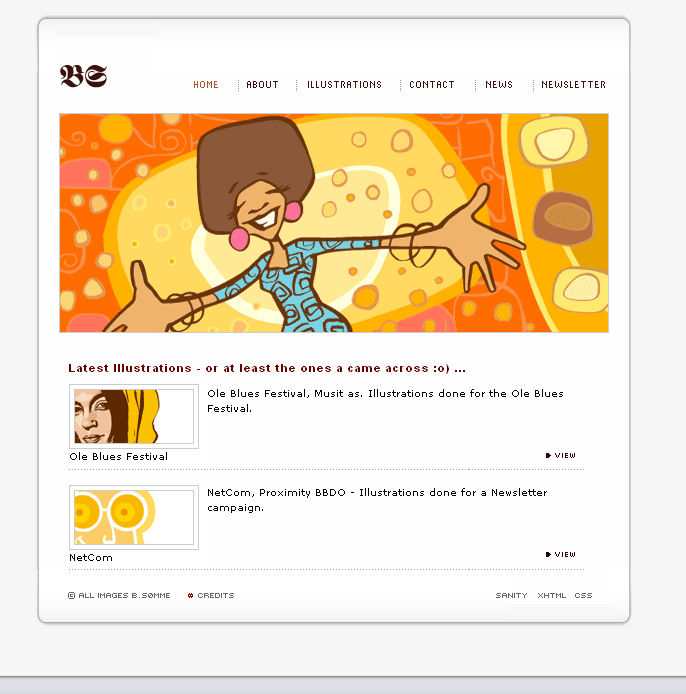 BS
HOME ABOUT ILLUSTRATIONS CONTACT NEWS NEWSLETTER
Latest Illustrations - or at least the ones a came across :o) ...
Ole Blues Festival, Musit as. Illustrations done for the Ole Blues
Festival.
Ole Blues Festival
VIEW
NetCom, Proximity BBDO - Illustrations done for a Newsletter
campaign.
NetCom
VIEW
© ALL IMAGES B.SØMME # CREDITS SANITY XHTML CSS